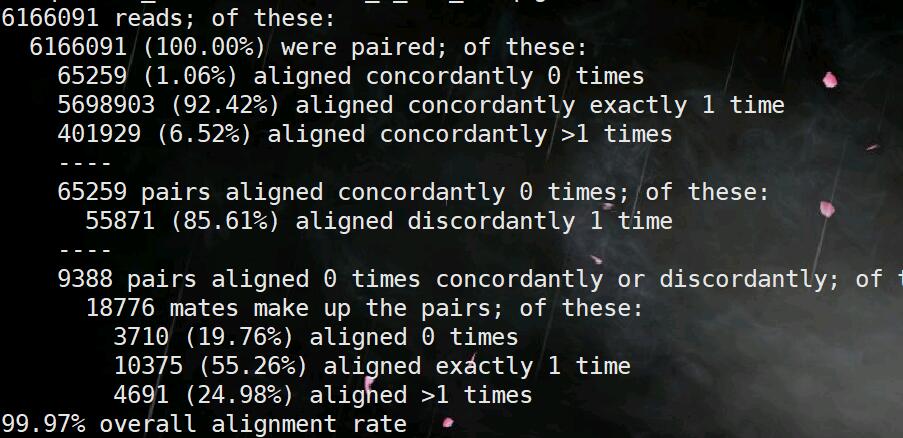 6166091 reads; of these:
  6166091 (100.00%) were paired; of these:
    65259 (1.06%) aligned concordantly 0 times
    5698903 (92.42%) aligned concordantly exactly 1 time
    401929 (6.52%) aligned concordantly >1 times
    ----
    65259 pairs aligned concordantly 0 times; of these:
      55871 (85.61%) aligned discordantly 1 time
    ----
    9388 pairs aligned 0 times concordantly or discordantly; of
      18776 mates make up the pairs; of these:
        3710 (19.76%) aligned 0 times
        10375 (55.26%) aligned exactly 1 time
        4691 (24.98%) aligned >1 times
99.97% overall alignment rate